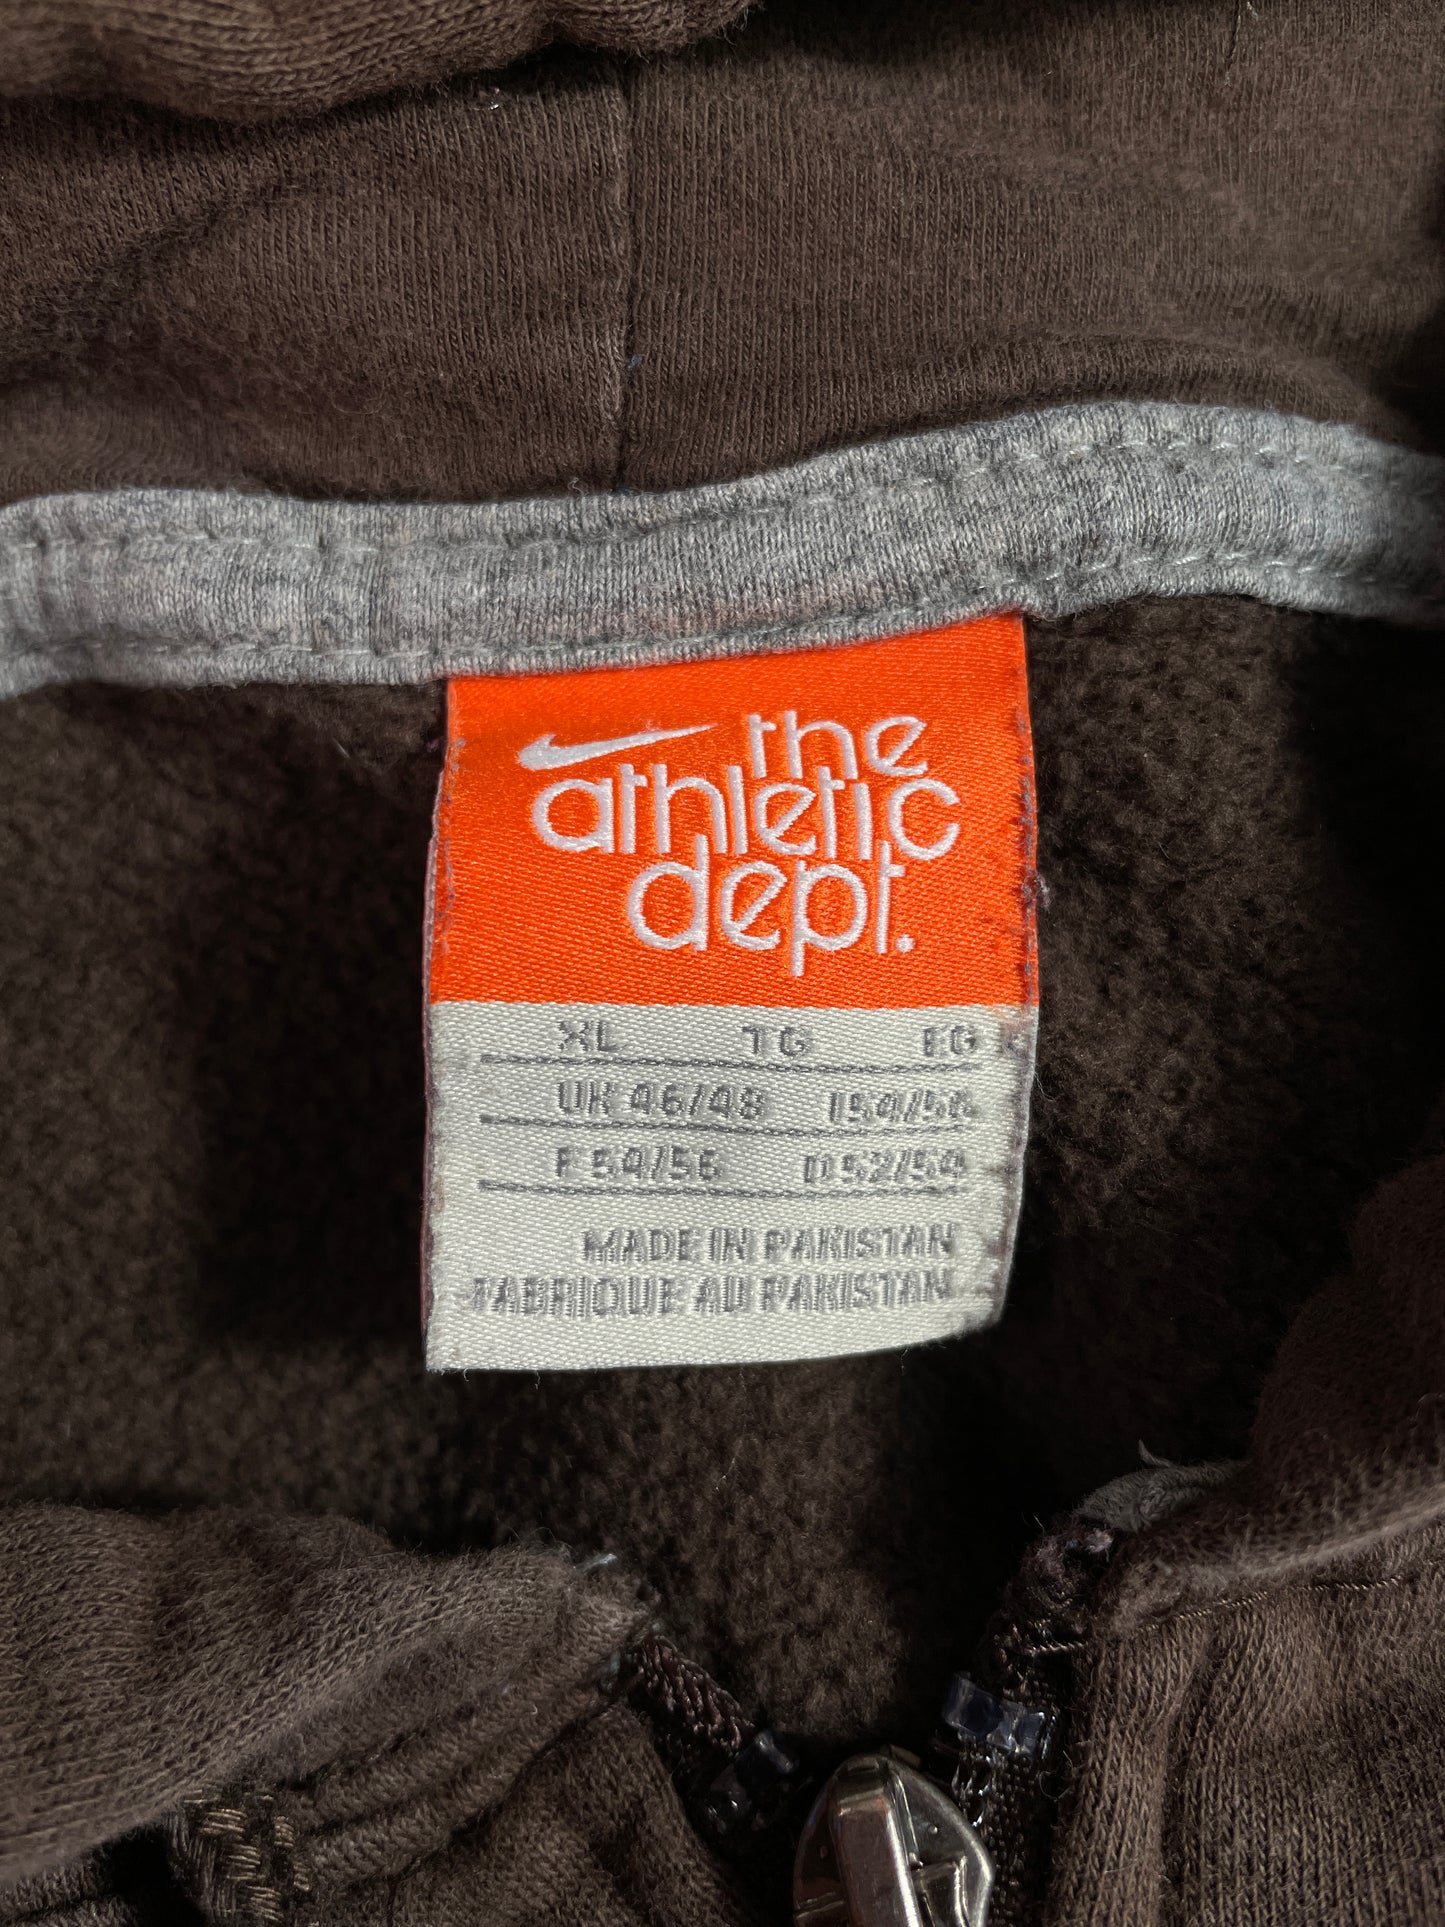 the
athletic
dept.
XL TG EG
UK 46/48 I 54/56
F 54/56 D 52/54
MADE IN PAKISTAN
FABRIQUE AU PAKISTAN